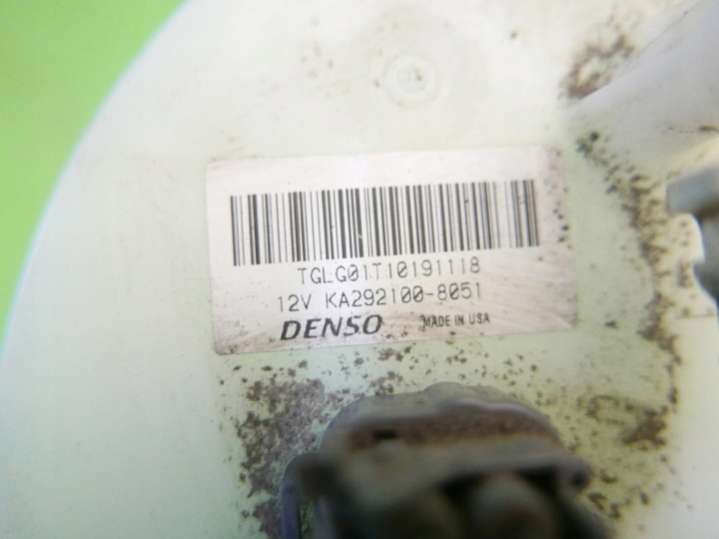 TGLG01T10191118
12V KA292100-8051
DENSO MADE IN USA